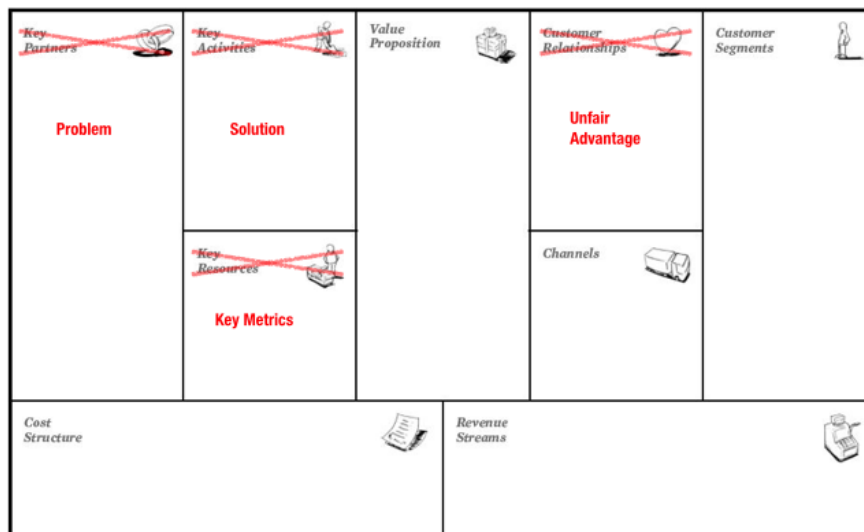 Key
Partners
Problem
Key
Activities
Solution
Key
Resources
Key Metrics
Value
Proposition
Customer
Relationships
Unfair
Advantage
Channels
Customer
Segments
Cost
Structure
Revenue
Streams